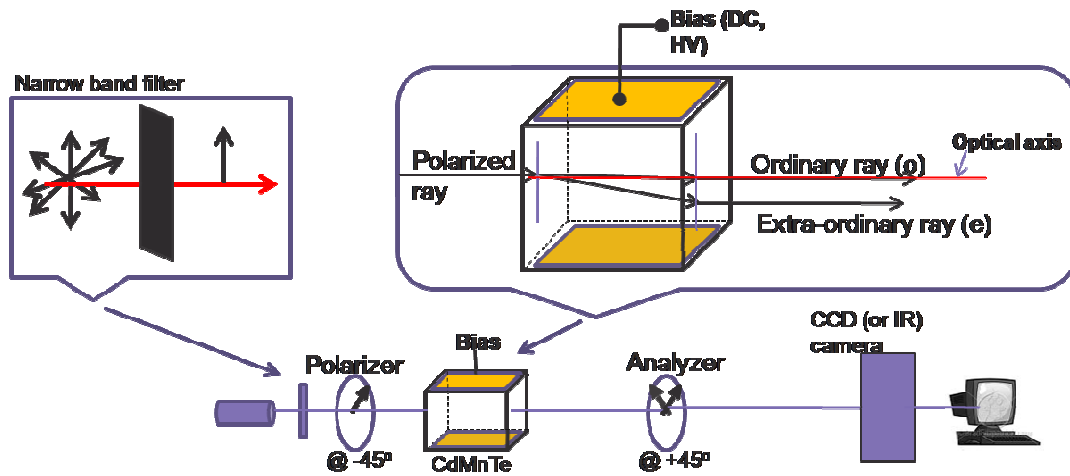 Bias (DC,
HV)
Narrow band filter
Polarized
ray
Ordinary ray (o)
Optical axis
Extra-ordinary ray (e)
CCD (or IR)
camera
Bias
Polarizer
Analyzer
@ -45º
CdMnTe
@ +45º